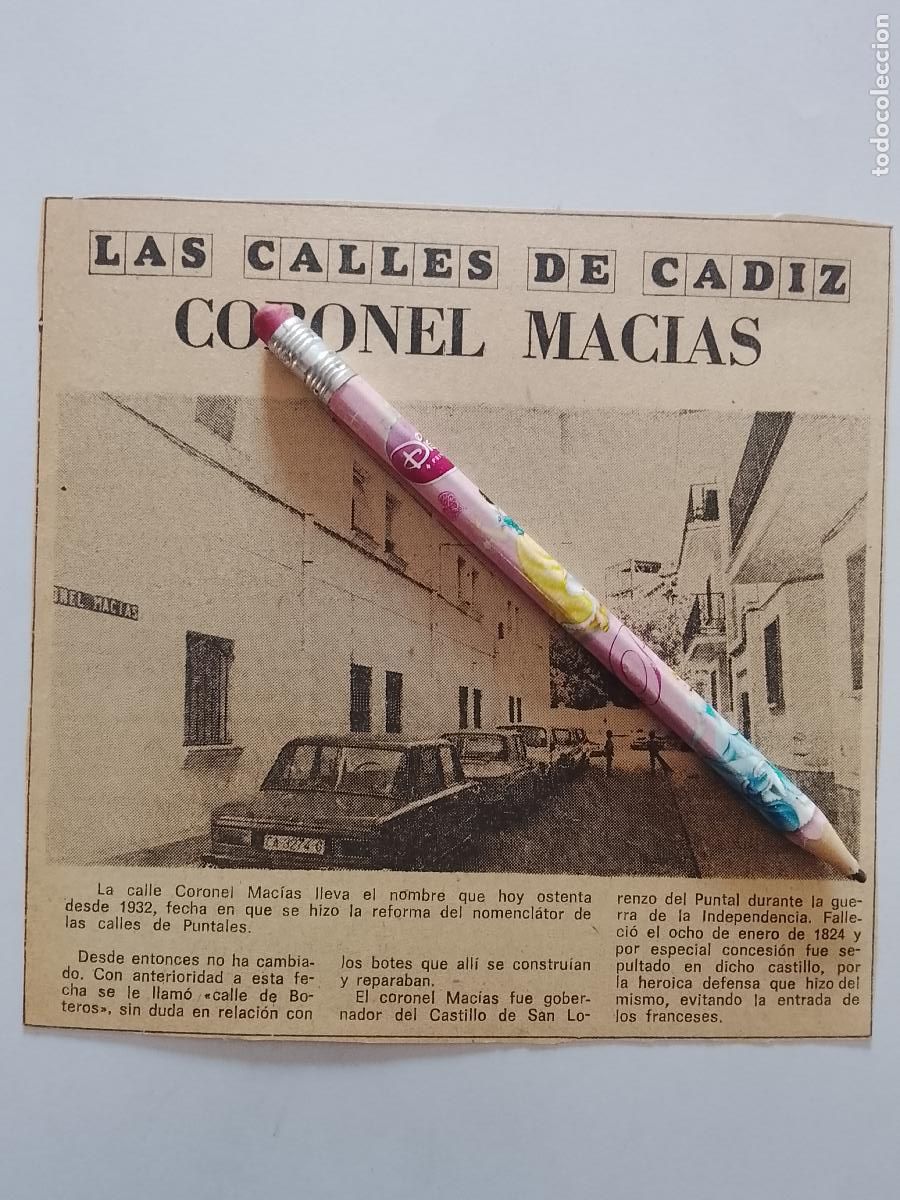 todocoleccion
LAS CALLES DE CADIZ
CORONEL MACIAS
ONEL MACIAS
CA-3274-G
La calle Coronel Macías lleva el nombre que hoy ostenta
desde 1932, fecha en que se hizo la reforma del nomenclátor de
las calles de Puntales.
Desde entonces no ha cambia-
do. Con anterioridad a esta fe-
cha se le llamó «calle de Bo-
teros», sin duda en relación con
los botes que allí se construían
y reparaban.
El coronel Macías fue gober-
nador del Castillo de San Lo-
renzo del Puntal durante la gue-
rra de la Independencia. Falle-
ció el ocho de enero de 1824 y
por especial concesión fue se-
pultado en dicho castillo, por
la heroica defensa que hizo del
mismo, evitando la entrada de
los franceses.